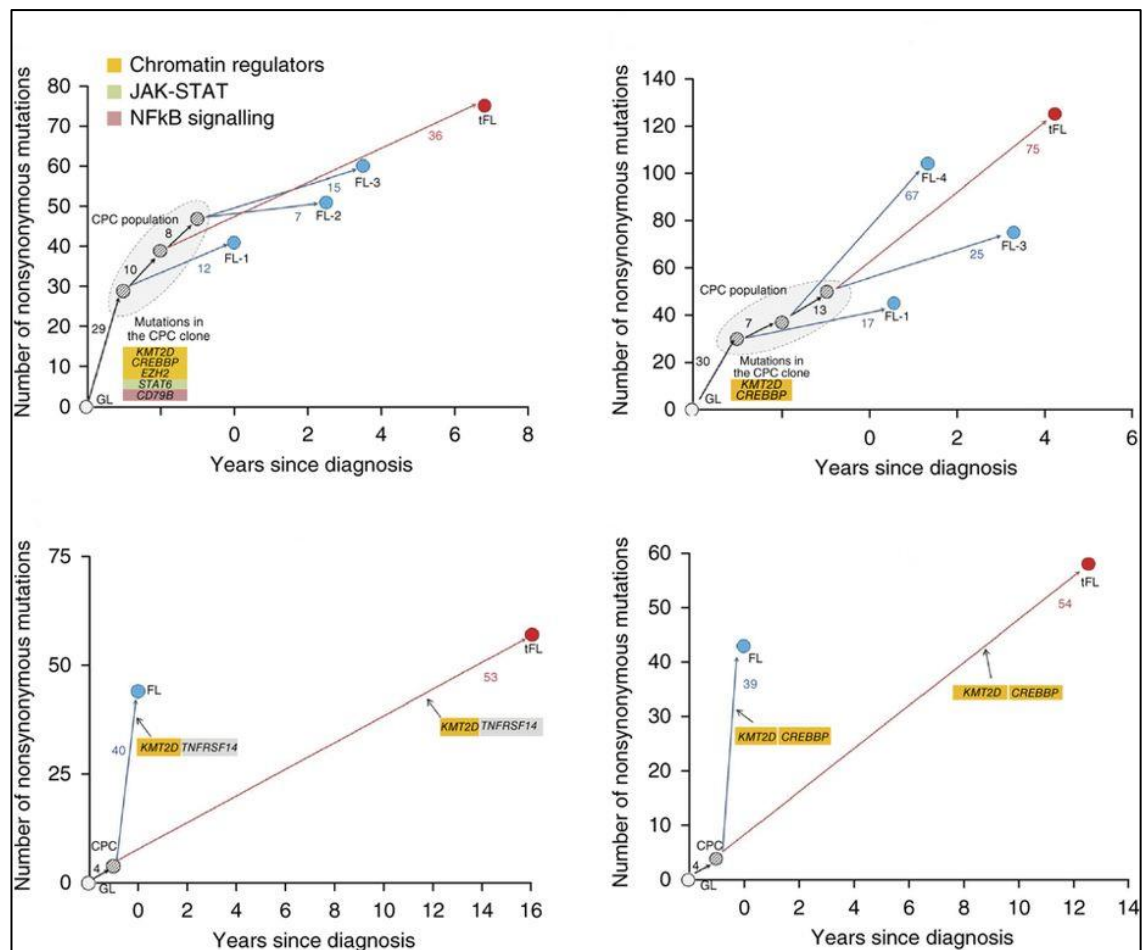 Chromatin regulators
JAK-STAT
NFkB signalling
Number of nonsynonymous mutations
80
70
60
50
40
30
20
10
0
tFL
36
FL-3
15
FL-2
7
CPC population
8
FL-1
10
12
29
Mutations in
the CPC clone
KMT2D
CREBBP
EZH2
STAT6
CD79B
GL
0 2 4 6 8
Years since diagnosis
Number of nonsynonymous mutations
140
120
100
80
60
40
20
0
tFL
75
FL-4
67
FL-3
25
CPC population
13
FL-1
7
17
30
Mutations in
the CPC clone
KMT2D
CREBBP
GL
0 2 4 6
Years since diagnosis
Number of nonsynonymous mutations
75
50
25
0
tFL
FL
53
KMT2D TNFRSF14
40
KMT2D TNFRSF14
CPC
4
GL
0 2 4 6 8 10 12 14 16
Years since diagnosis
Number of nonsynonymous mutations
60
50
40
30
20
10
0
tFL
54
FL
39
KMT2D CREBBP
KMT2D CREBBP
CPC
4
GL
0 2 4 6 8 10 12 14
Years since diagnosis